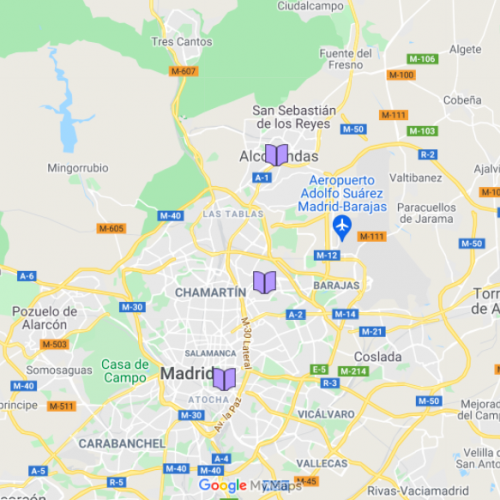 Ciudalcampo
Tres Cantos
M-106
Algete
Fuente del
Fresno
M-607
M-100
Cobeña
San Sebastián
de los Reyes
M-111
M-50
M-103
Alcobendas
R-2
Mingorrubio
A-1
Valtibanez
Aeropuerto
Adolfo Suárez
Madrid-Barajas
M-40
LAS TABLAS
Paracuellos
de Jarama
M-605
M-111
M-50
M-12
A-6
BARAJAS
CHAMARTÍN
M-30
M-14
A-2
Pozuelo de
Alarcón
M-21
M-30 Lateral
M-503
SALAMANCA
Coslada
Casa de
Campo
Somosaguas
E-5
M-214
Madrid
R-3
M-40
ATOCHA
M-50
M-511
M-30
Av. la Paz
VICÁLVARO
CARABANCHEL
M-40
VALLECAS
A-5
M-40
R-5
Google My Maps
M-45
Rivas-Vaciamadrid